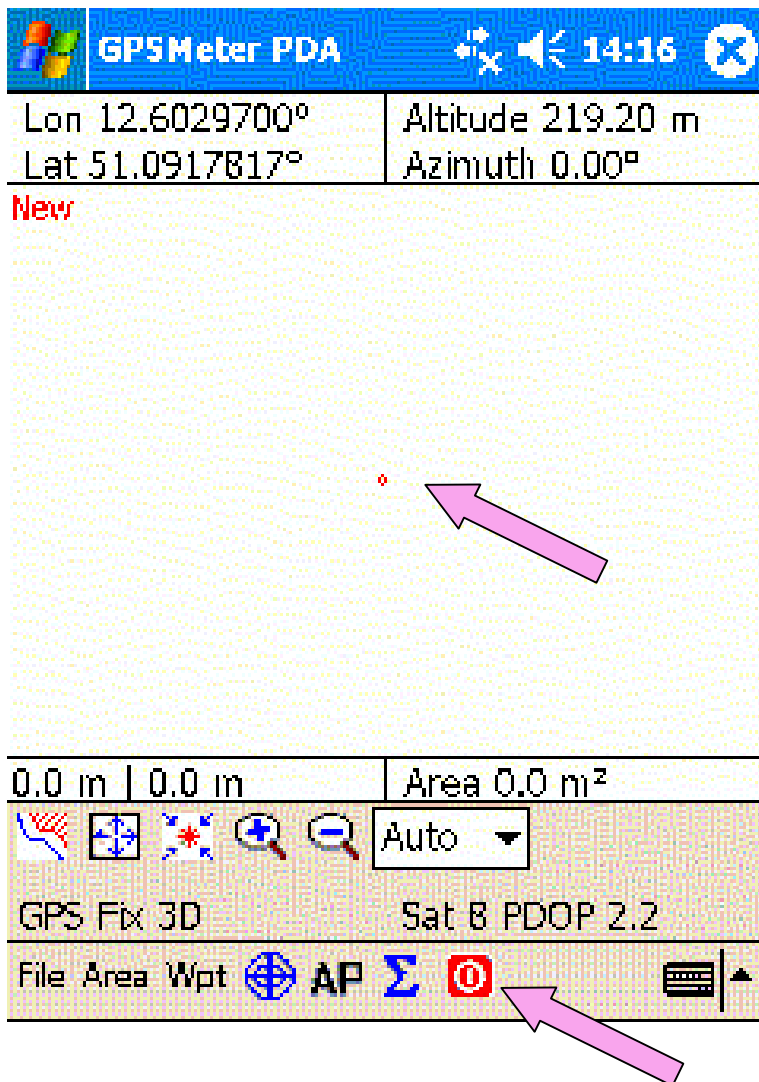 GPSMeter PDA 14:16
Lon 12.6029700° Altitude 219.20 m
Lat 51.0917817° Azimuth 0.00°
New
0.0 m | 0.0 m Area 0.0 m²
Auto
GPS Fix 3D Sat 8 PDOP 2.2
File Area Wpt AP Σ